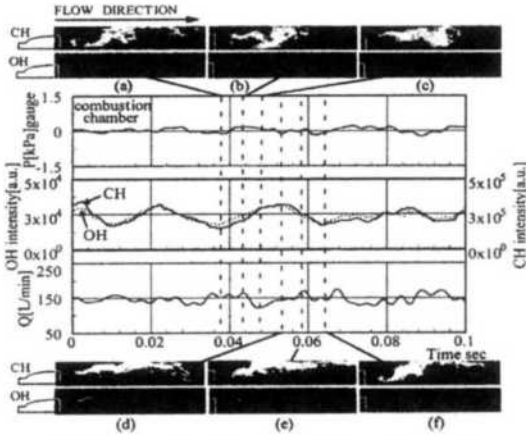 FLOW DIRECTION
CH
OH
(a) (b) (c)
1.5
combustion
chamber
0
-1.5
P[kPa]gauge
5x10⁴
CH
3x10⁴
OH
0x10⁰
OH intensity[a.u.]
5x10⁵
3x10⁵
0x10⁰
CH intensity[a.u.]
250
150
50
Q[L/min]
0 0.02 0.04 0.06 0.08 0.1
Time sec
CH
OH
(d) (e) (f)